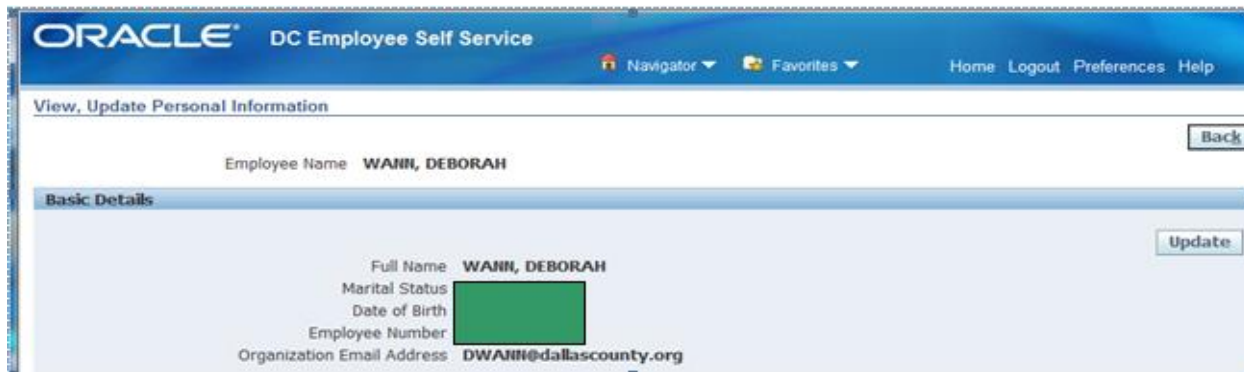 ORACLE DC Employee Self Service
Navigator Favorites Home Logout Preferences Help
View, Update Personal Information
Back
Employee Name WANN, DEBORAH
Basic Details
Update
Full Name WANN, DEBORAH
Marital Status
Date of Birth
Employee Number
Organization Email Address DWANN@dallascounty.org